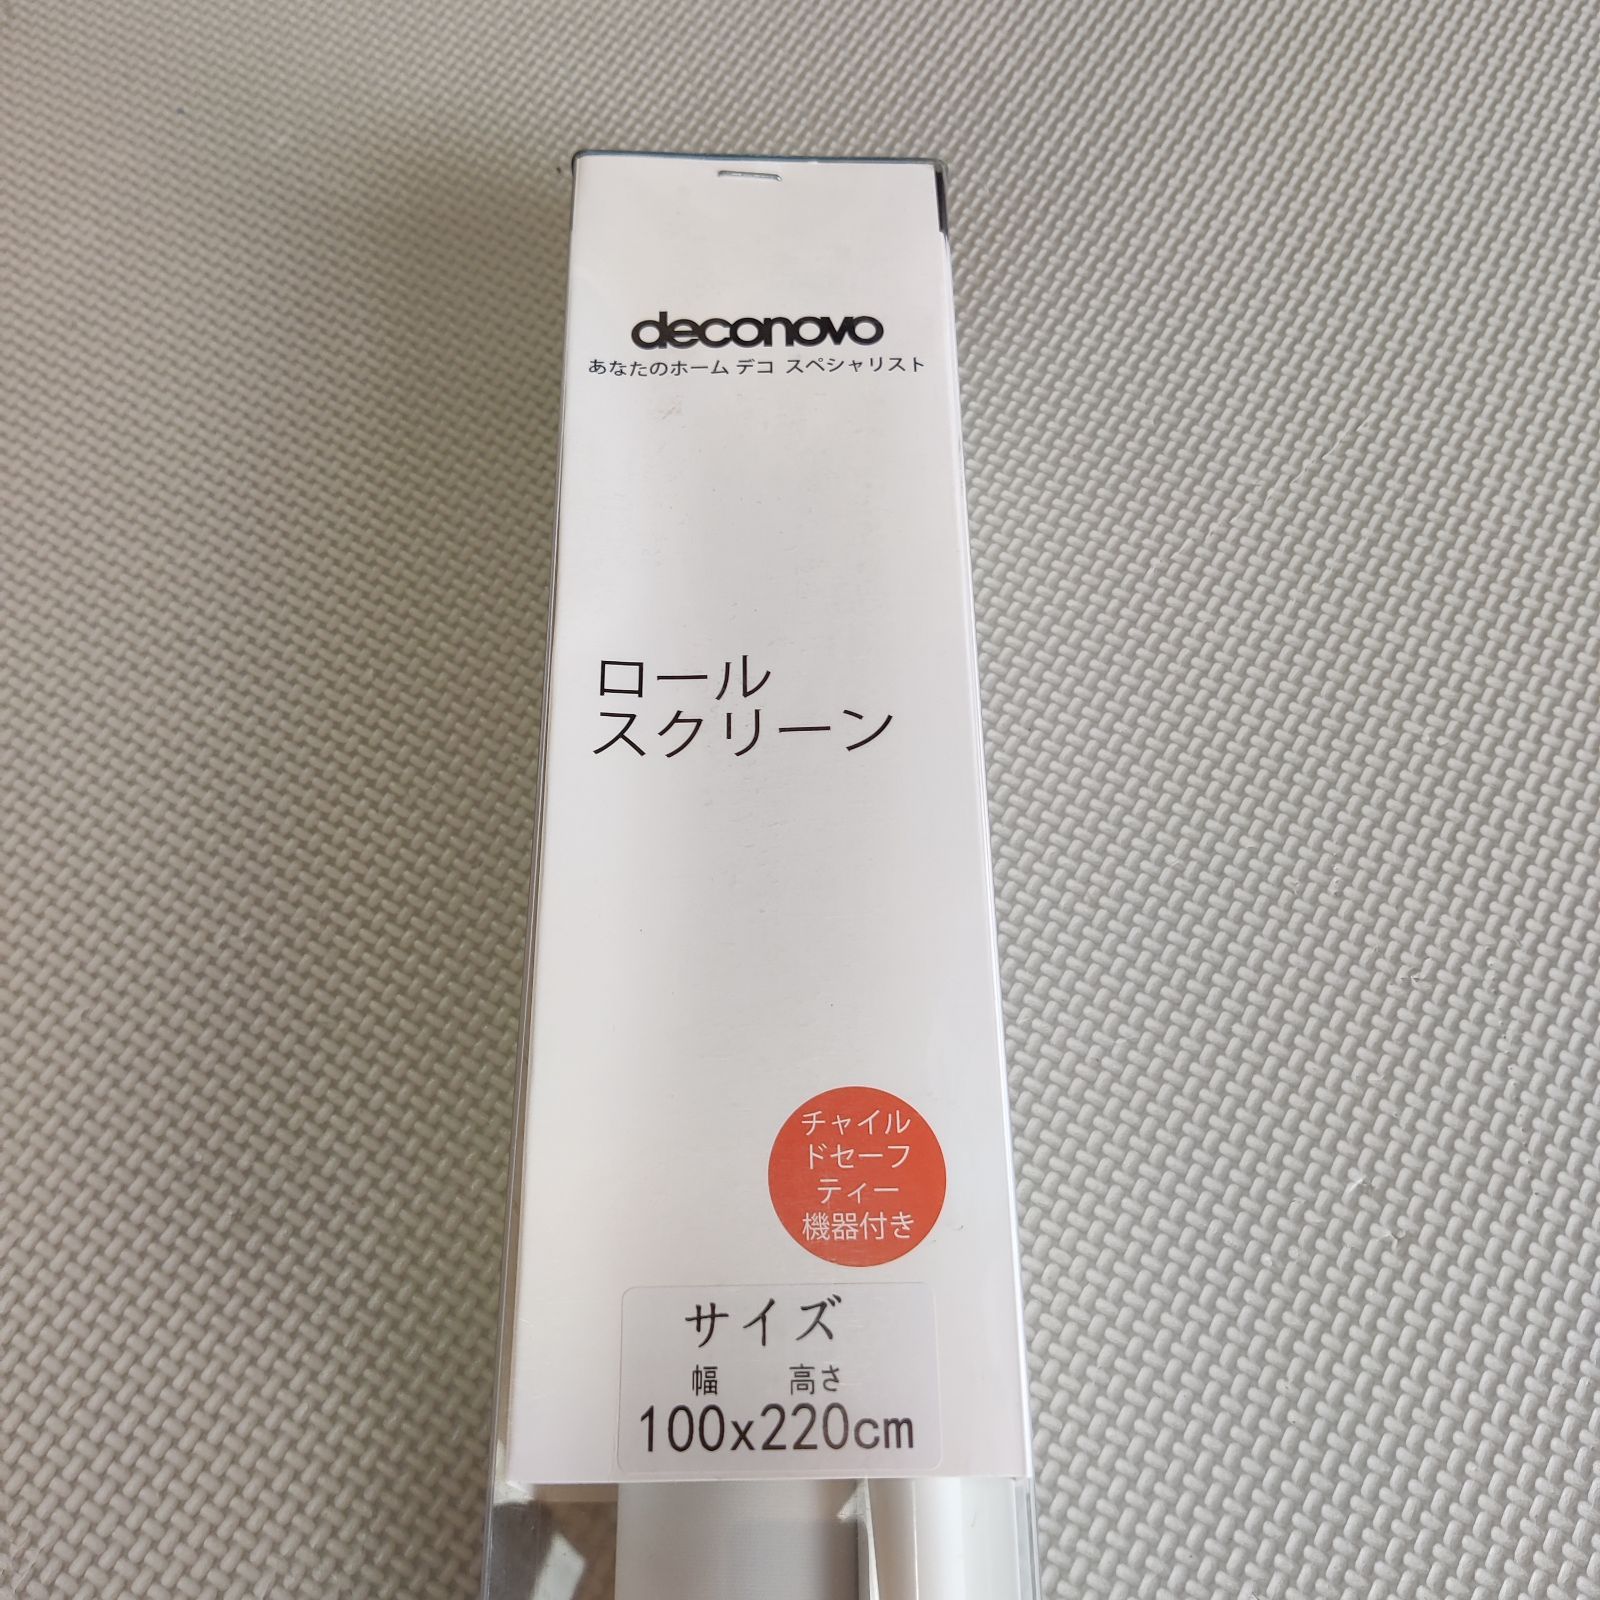 deconovo
あなたのホーム デコ スペシャリスト
ロール
スクリーン
チャイル
ドセーフ
ティー
機器付き
サイズ
幅 高さ
100x220cm